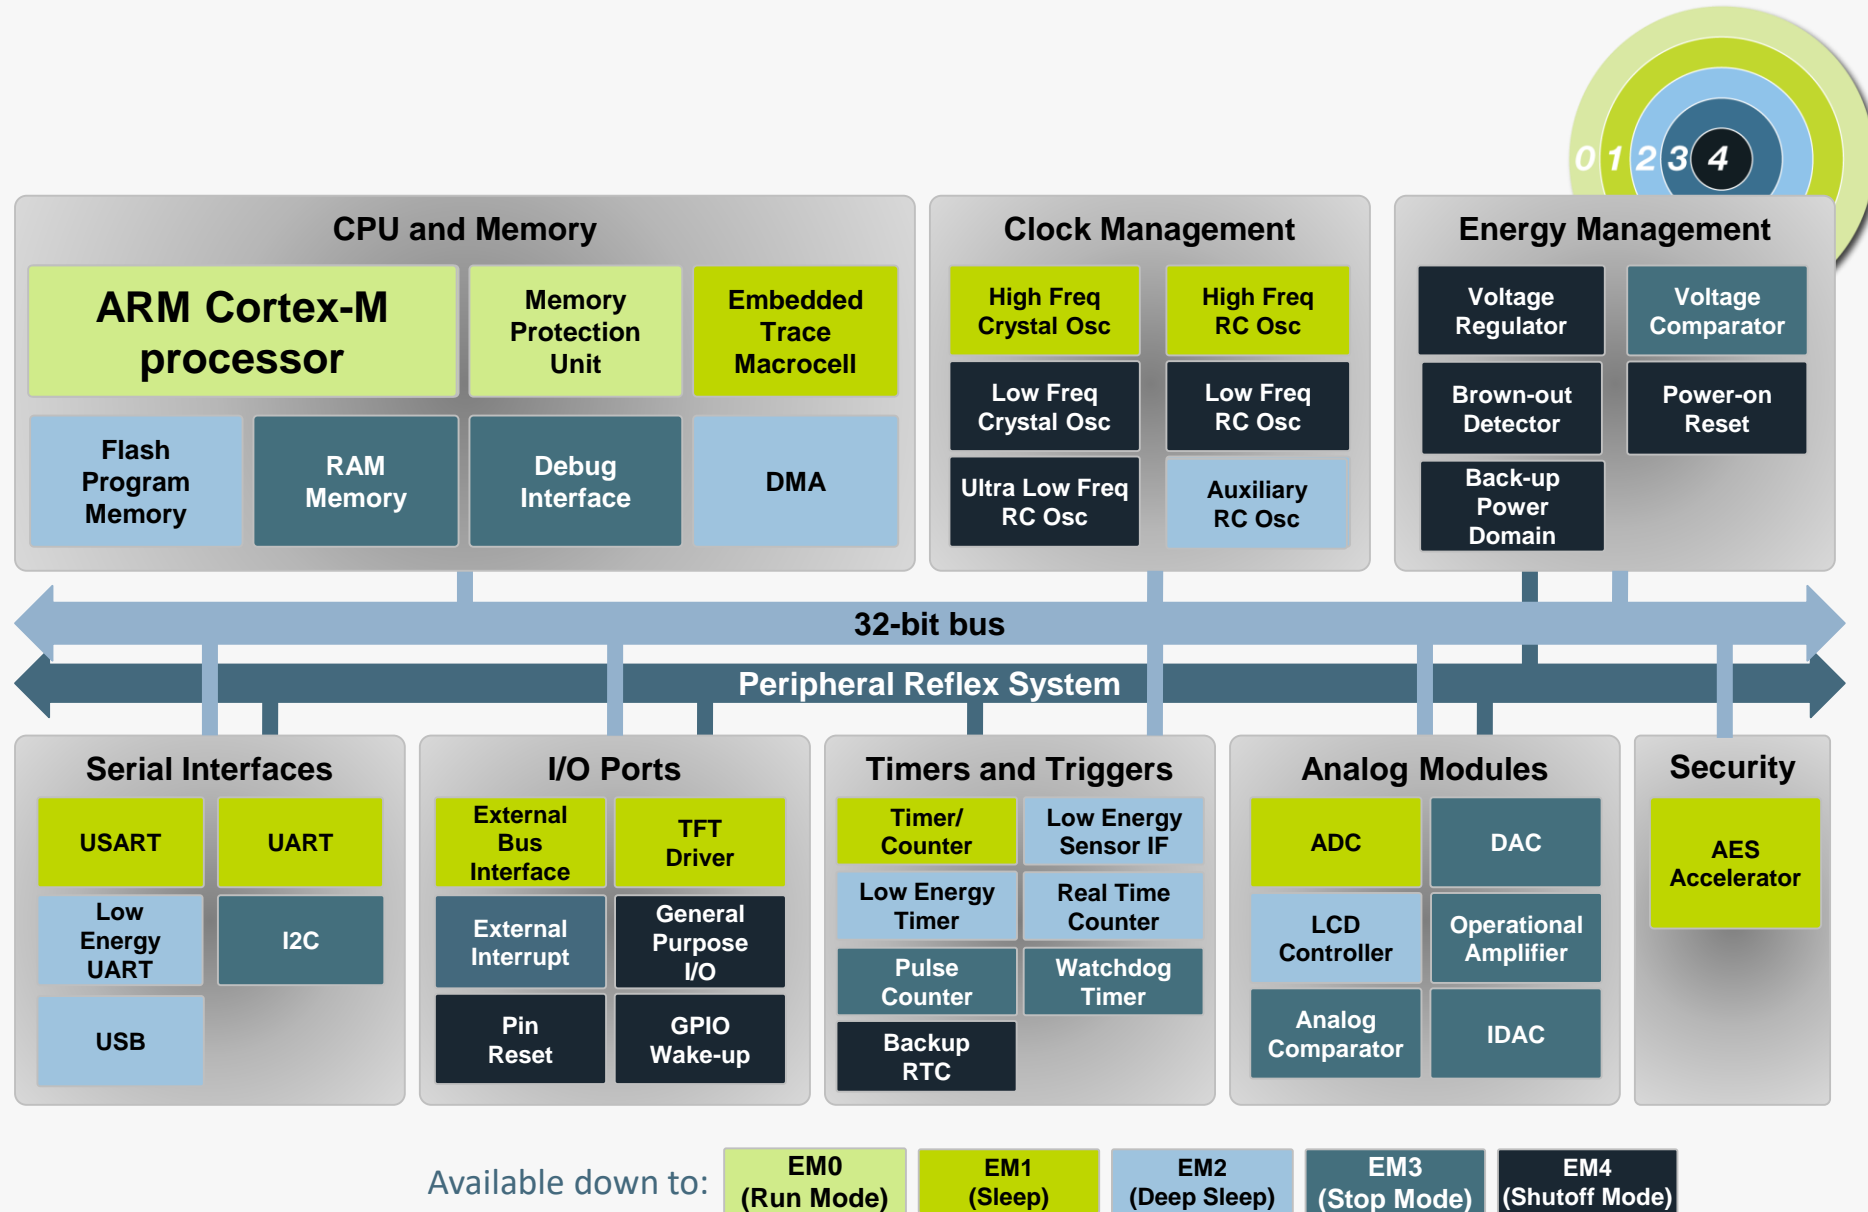 0 1 2 3 4
CPU and Memory
ARM Cortex-M
processor
Memory
Protection
Unit
Embedded
Trace
Macrocell
Flash
Program
Memory
RAM
Memory
Debug
Interface
DMA
Clock Management
High Freq
Crystal Osc
High Freq
RC Osc
Low Freq
Crystal Osc
Low Freq
RC Osc
Ultra Low Freq
RC Osc
Auxiliary
RC Osc
Energy Management
Voltage
Regulator
Voltage
Comparator
Brown-out
Detector
Power-on
Reset
Back-up
Power
Domain
32-bit bus
Peripheral Reflex System
Serial Interfaces
USART
UART
Low
Energy
UART
I2C
USB
I/O Ports
External
Bus
Interface
TFT
Driver
External
Interrupt
General
Purpose
I/O
Pin
Reset
GPIO
Wake-up
Timers and Triggers
Timer/
Counter
Low Energy
Sensor IF
Low Energy
Timer
Real Time
Counter
Pulse
Counter
Watchdog
Timer
Backup
RTC
Analog Modules
ADC
DAC
LCD
Controller
Operational
Amplifier
Analog
Comparator
IDAC
Security
AES
Accelerator
Available down to:
EM0
(Run Mode)
EM1
(Sleep)
EM2
(Deep Sleep)
EM3
(Stop Mode)
EM4
(Shutoff Mode)